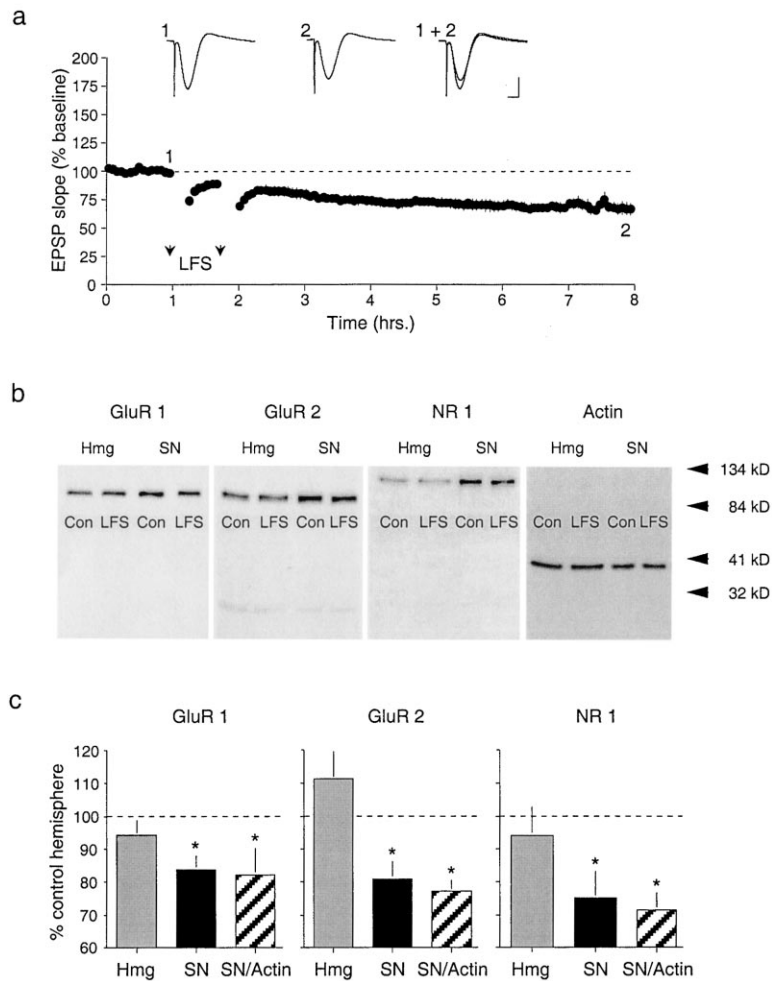 a
1 2 1 + 2
200
175
150
125
100
75
50
25
0
EPSP slope (% baseline)
1
2
LFS
0 1 2 3 4 5 6 7 8
Time (hrs.)
b
GluR 1 GluR 2 NR 1 Actin
Hmg SN Hmg SN Hmg SN Hmg SN
Con LFS Con LFS Con LFS Con LFS Con LFS Con LFS Con LFS Con LFS
134 kD
84 kD
41 kD
32 kD
c
GluR 1 GluR 2 NR 1
% control hemisphere
120
110
100
90
80
70
60
* * * * * *
Hmg SN SN/Actin Hmg SN SN/Actin Hmg SN SN/Actin